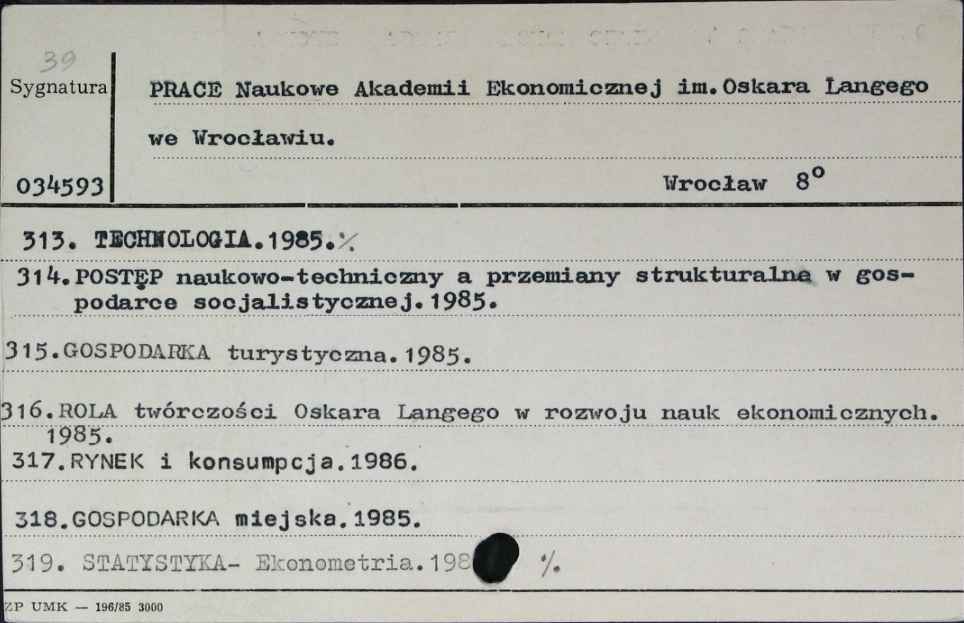 39
Sygnatura
PRACE Naukowe Akademii Ekonomicznej im.Oskara Langego
we Wrocławiu.
034593
Wrocław 8°
313. TECHNOLOGIA.1985.%
314.POSTĘP naukowo-techniczny a przemiany strukturalne w gos-
podarce socjalistycznej.1985.
315.GOSPODARKA turystyczna.1985.
316.ROLA twórczości Oskara Langego w rozwoju nauk ekonomicznych.
1985.
317.RYNEK i konsumpcja.1986.
318.GOSPODARKA miejska.1985.
319. STATYSTYKA- Ekonometria.198 %.
ZP UMK — 196/85 3000